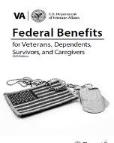 VA
U.S. Department
of Veterans Affairs
Federal Benefits
for Veterans, Dependents,
Survivors, and Caregivers